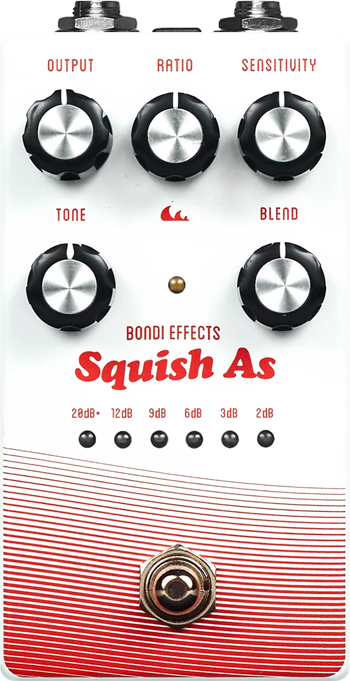 OUTPUT RATIO SENSITIVITY
TONE BLEND
BONDI EFFECTS
Squish As
20dB+ 12dB 9dB 6dB 3dB 2dB